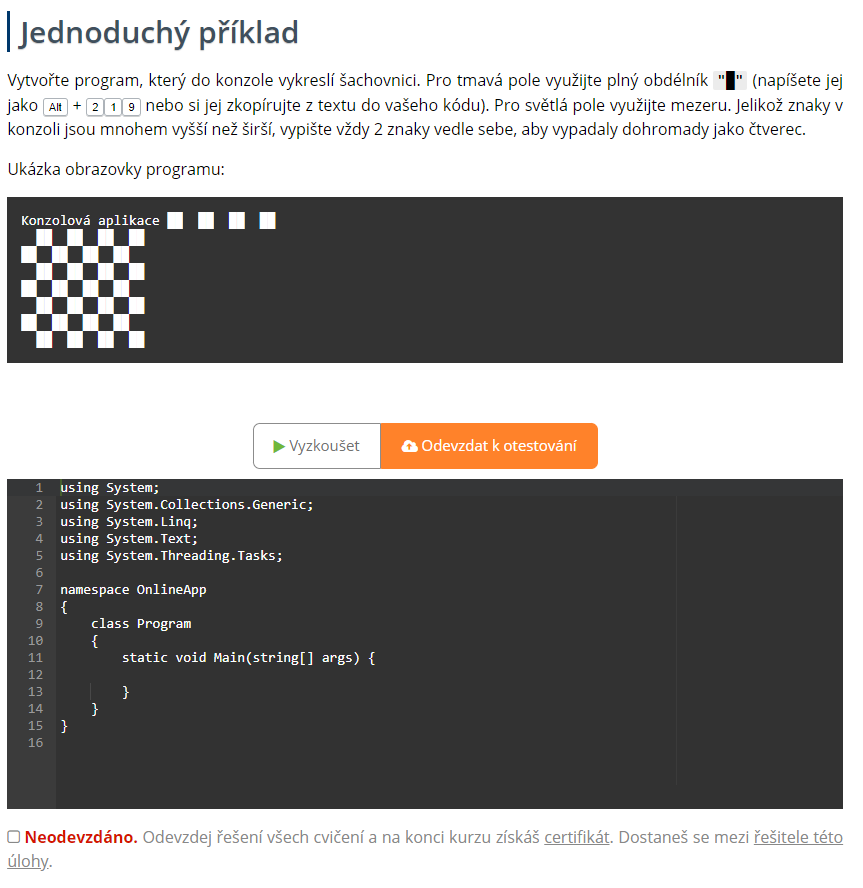 Jednoduchý příklad
Vytvořte program, který do konzole vykreslí šachovnici. Pro tmavá pole využijte plný obdélník "█" (napíšete jej
jako Alt + 2 1 9 nebo si jej zkopírujte z textu do vašeho kódu). Pro světlá pole využijte mezeru. Jelikož znaky v
konzoli jsou mnohem vyšší než širší, vypište vždy 2 znaky vedle sebe, aby vypadaly dohromady jako čtverec.
Ukázka obrazovky programu:
Konzolová aplikace ██  ██  ██  ██
  ██  ██  ██  ██
██  ██  ██  ██
  ██  ██  ██  ██
██  ██  ██  ██
  ██  ██  ██  ██
██  ██  ██  ██
  ██  ██  ██  ██
Vyzkoušet
Odevzdat k otestování
1 using System;
2 using System.Collections.Generic;
3 using System.Linq;
4 using System.Text;
5 using System.Threading.Tasks;
6
7 namespace OnlineApp
8 {
9     class Program
10     {
11         static void Main(string[] args) {
12
13         }
14     }
15 }
16
Neodevzdáno. Odevzdej řešení všech cvičení a na konci kurzu získáš certifikát. Dostaneš se mezi řešitele této
úlohy.